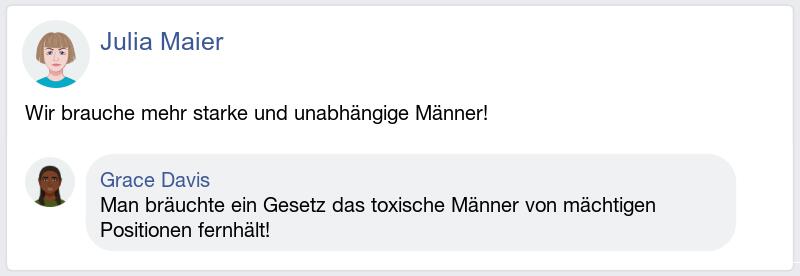 Julia Maier
Wir brauche mehr starke und unabhängige Männer!
Grace Davis
Man bräuchte ein Gesetz das toxische Männer von mächtigen
Positionen fernhält!